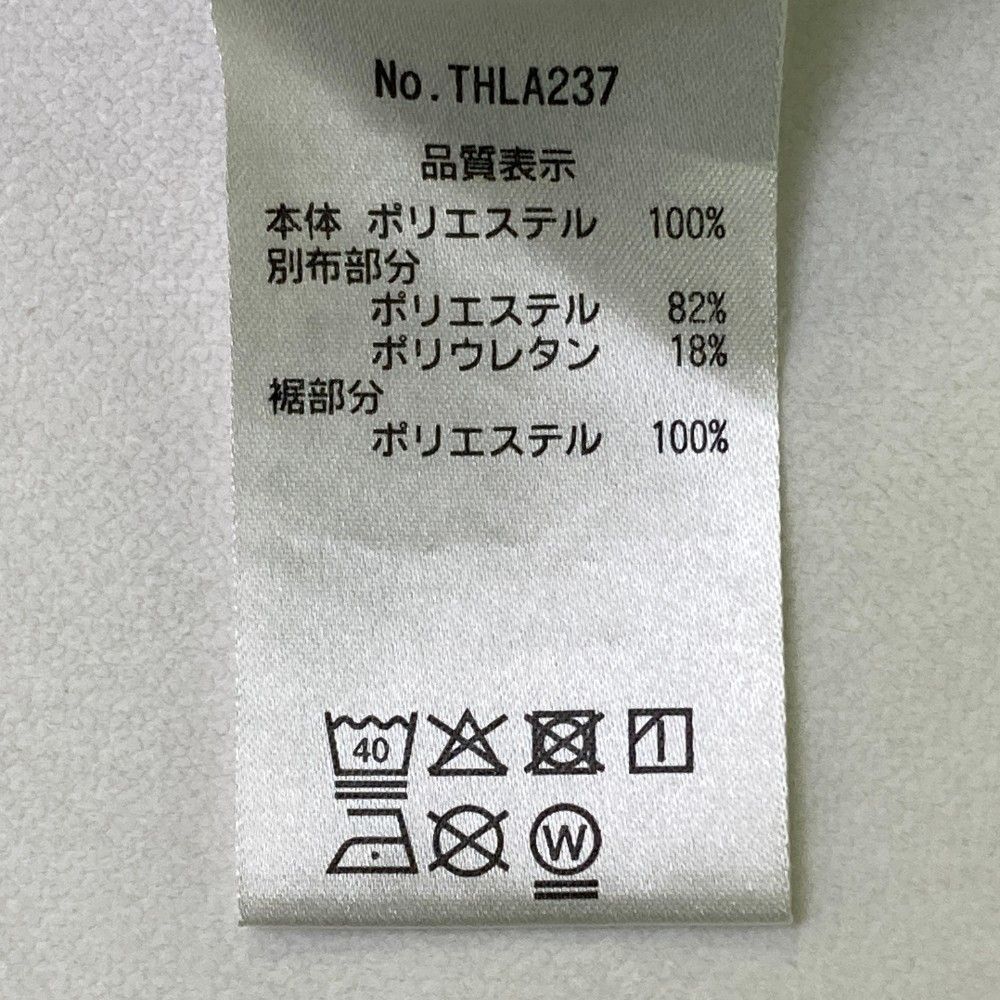 No.THLA237
品質表示
本体 ポリエステル 100%
別布部分
ポリエステル 82%
ポリウレタン 18%
裾部分
ポリエステル 100%
40
W